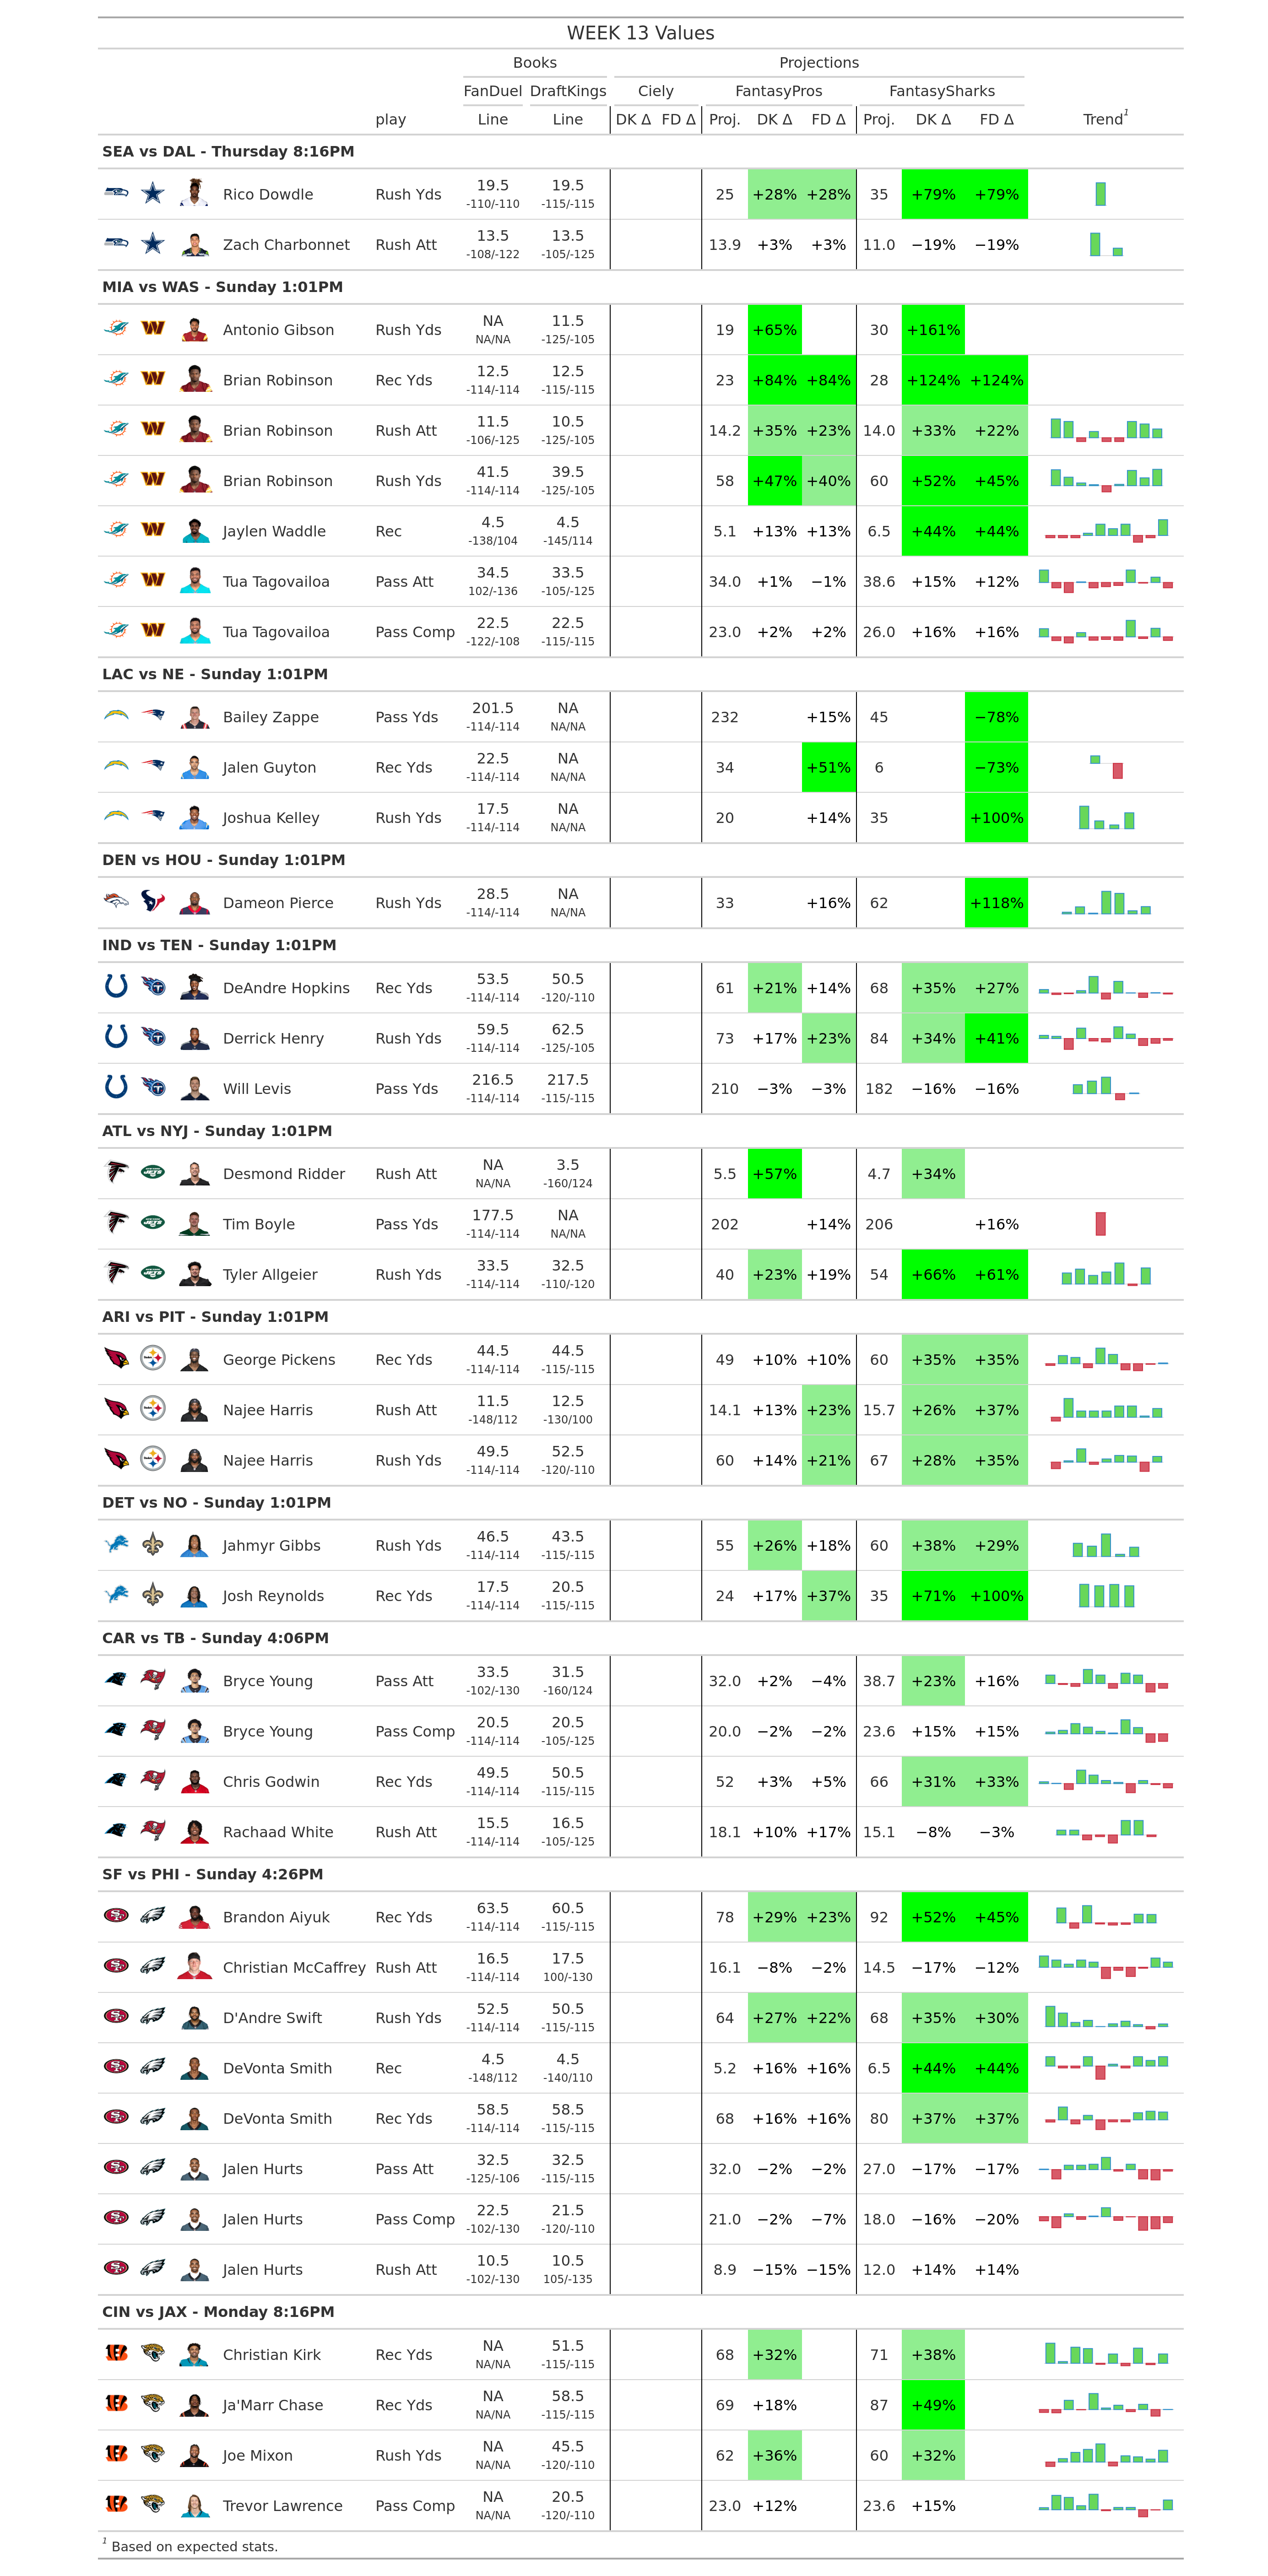 WEEK 13 Values
Books Projections
FanDuel DraftKings Ciely FantasyPros FantasySharks
play Line Line DK Δ FD Δ Proj. DK Δ FD Δ Proj. DK Δ FD Δ Trend1
SEA vs DAL - Thursday 8:16PM
Rico Dowdle Rush Yds 19.5 19.5 25 +28% +28% 35 +79% +79%
-110/-110 -115/-115
Zach Charbonnet Rush Att 13.5 13.5 13.9 +3% +3% 11.0 −19% −19%
-108/-122 -105/-125
MIA vs WAS - Sunday 1:01PM
Antonio Gibson Rush Yds NA 11.5 19 +65% 30 +161%
NA/NA -125/-105
Brian Robinson Rec Yds 12.5 12.5 23 +84% +84% 28 +124% +124%
-114/-114 -115/-115
Brian Robinson Rush Att 11.5 10.5 14.2 +35% +23% 14.0 +33% +22%
-106/-125 -125/-105
Brian Robinson Rush Yds 41.5 39.5 58 +47% +40% 60 +52% +45%
-114/-114 -125/-105
Jaylen Waddle Rec 4.5 4.5 5.1 +13% +13% 6.5 +44% +44%
-138/104 -145/114
Tua Tagovailoa Pass Att 34.5 33.5 34.0 +1% −1% 38.6 +15% +12%
102/-136 -105/-125
Tua Tagovailoa Pass Comp 22.5 22.5 23.0 +2% +2% 26.0 +16% +16%
-122/-108 -115/-115
LAC vs NE - Sunday 1:01PM
Bailey Zappe Pass Yds 201.5 NA 232 +15% 45 −78%
-114/-114 NA/NA
Jalen Guyton Rec Yds 22.5 NA 34 +51% 6 −73%
-114/-114 NA/NA
Joshua Kelley Rush Yds 17.5 NA 20 +14% 35 +100%
-114/-114 NA/NA
DEN vs HOU - Sunday 1:01PM
Dameon Pierce Rush Yds 28.5 NA 33 +16% 62 +118%
-114/-114 NA/NA
IND vs TEN - Sunday 1:01PM
DeAndre Hopkins Rec Yds 53.5 50.5 61 +21% +14% 68 +35% +27%
-114/-114 -120/-110
Derrick Henry Rush Yds 59.5 62.5 73 +17% +23% 84 +34% +41%
-114/-114 -125/-105
Will Levis Pass Yds 216.5 217.5 210 −3% −3% 182 −16% −16%
-114/-114 -115/-115
ATL vs NYJ - Sunday 1:01PM
Desmond Ridder Rush Att NA 3.5 5.5 +57% 4.7 +34%
NA/NA -160/124
Tim Boyle Pass Yds 177.5 NA 202 +14% 206 +16%
-114/-114 NA/NA
Tyler Allgeier Rush Yds 33.5 32.5 40 +23% +19% 54 +66% +61%
-114/-114 -110/-120
ARI vs PIT - Sunday 1:01PM
George Pickens Rec Yds 44.5 44.5 49 +10% +10% 60 +35% +35%
-114/-114 -115/-115
Najee Harris Rush Att 11.5 12.5 14.1 +13% +23% 15.7 +26% +37%
-148/112 -130/100
Najee Harris Rush Yds 49.5 52.5 60 +14% +21% 67 +28% +35%
-114/-114 -120/-110
DET vs NO - Sunday 1:01PM
Jahmyr Gibbs Rush Yds 46.5 43.5 55 +26% +18% 60 +38% +29%
-114/-114 -115/-115
Josh Reynolds Rec Yds 17.5 20.5 24 +17% +37% 35 +71% +100%
-114/-114 -115/-115
CAR vs TB - Sunday 4:06PM
Bryce Young Pass Att 33.5 31.5 32.0 +2% −4% 38.7 +23% +16%
-102/-130 -160/124
Bryce Young Pass Comp 20.5 20.5 20.0 −2% −2% 23.6 +15% +15%
-114/-114 -105/-125
Chris Godwin Rec Yds 49.5 50.5 52 +3% +5% 66 +31% +33%
-114/-114 -115/-115
Rachaad White Rush Att 15.5 16.5 18.1 +10% +17% 15.1 −8% −3%
-114/-114 -105/-125
SF vs PHI - Sunday 4:26PM
Brandon Aiyuk Rec Yds 63.5 60.5 78 +29% +23% 92 +52% +45%
-114/-114 -115/-115
Christian McCaffrey Rush Att 16.5 17.5 16.1 −8% −2% 14.5 −17% −12%
-114/-114 100/-130
D'Andre Swift Rush Yds 52.5 50.5 64 +27% +22% 68 +35% +30%
-114/-114 -115/-115
DeVonta Smith Rec 4.5 4.5 5.2 +16% +16% 6.5 +44% +44%
-148/112 -140/110
DeVonta Smith Rec Yds 58.5 58.5 68 +16% +16% 80 +37% +37%
-114/-114 -115/-115
Jalen Hurts Pass Att 32.5 32.5 32.0 −2% −2% 27.0 −17% −17%
-125/-106 -115/-115
Jalen Hurts Pass Comp 22.5 21.5 21.0 −2% −7% 18.0 −16% −20%
-102/-130 -120/-110
Jalen Hurts Rush Att 10.5 10.5 8.9 −15% −15% 12.0 +14% +14%
-102/-130 105/-135
CIN vs JAX - Monday 8:16PM
Christian Kirk Rec Yds NA 51.5 68 +32% 71 +38%
NA/NA -115/-115
Ja'Marr Chase Rec Yds NA 58.5 69 +18% 87 +49%
NA/NA -115/-115
Joe Mixon Rush Yds NA 45.5 62 +36% 60 +32%
NA/NA -120/-110
Trevor Lawrence Pass Comp NA 20.5 23.0 +12% 23.6 +15%
NA/NA -120/-110
1 Based on expected stats.